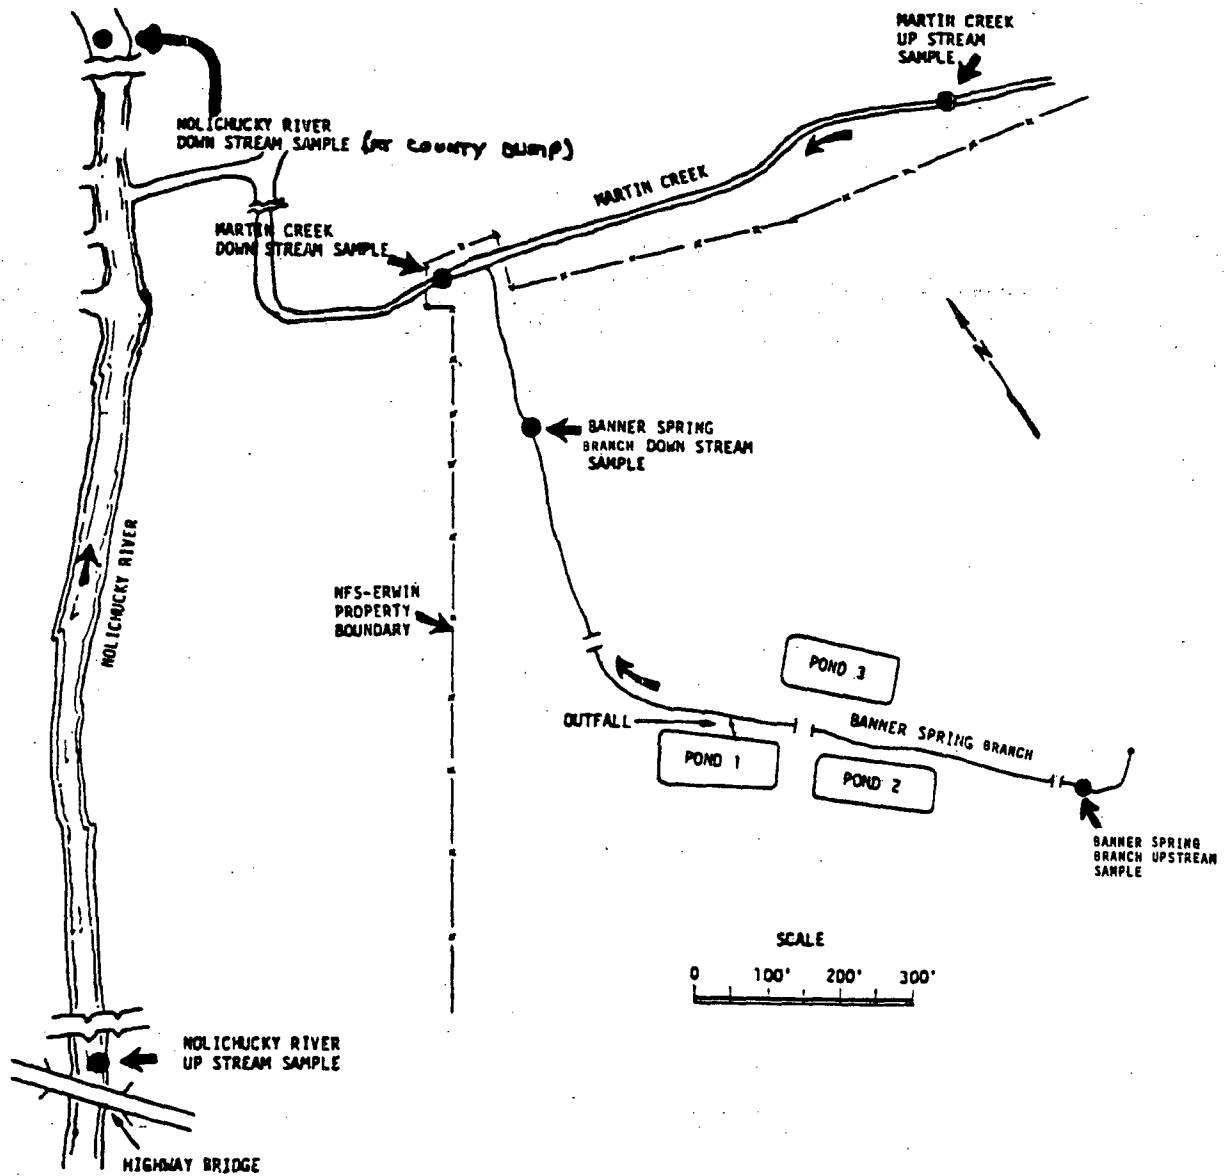 MARTIN CREEK
UP STREAM
SAMPLE
NOLICHUCKY RIVER
DOWN STREAM SAMPLE (AT COUNTY DUMP)
MARTIN CREEK
MARTIN CREEK
DOWN STREAM SAMPLE
N
BANNER SPRING
BRANCH DOWN STREAM
SAMPLE
NOLICHUCKY RIVER
NFS-ERWIN
PROPERTY
BOUNDARY
POND 3
OUTFALL
BANNER SPRING BRANCH
POND 1
POND 2
BANNER SPRING
BRANCH UPSTREAM
SAMPLE
SCALE
0 100' 200' 300'
NOLICHUCKY RIVER
UP STREAM SAMPLE
HIGHWAY BRIDGE